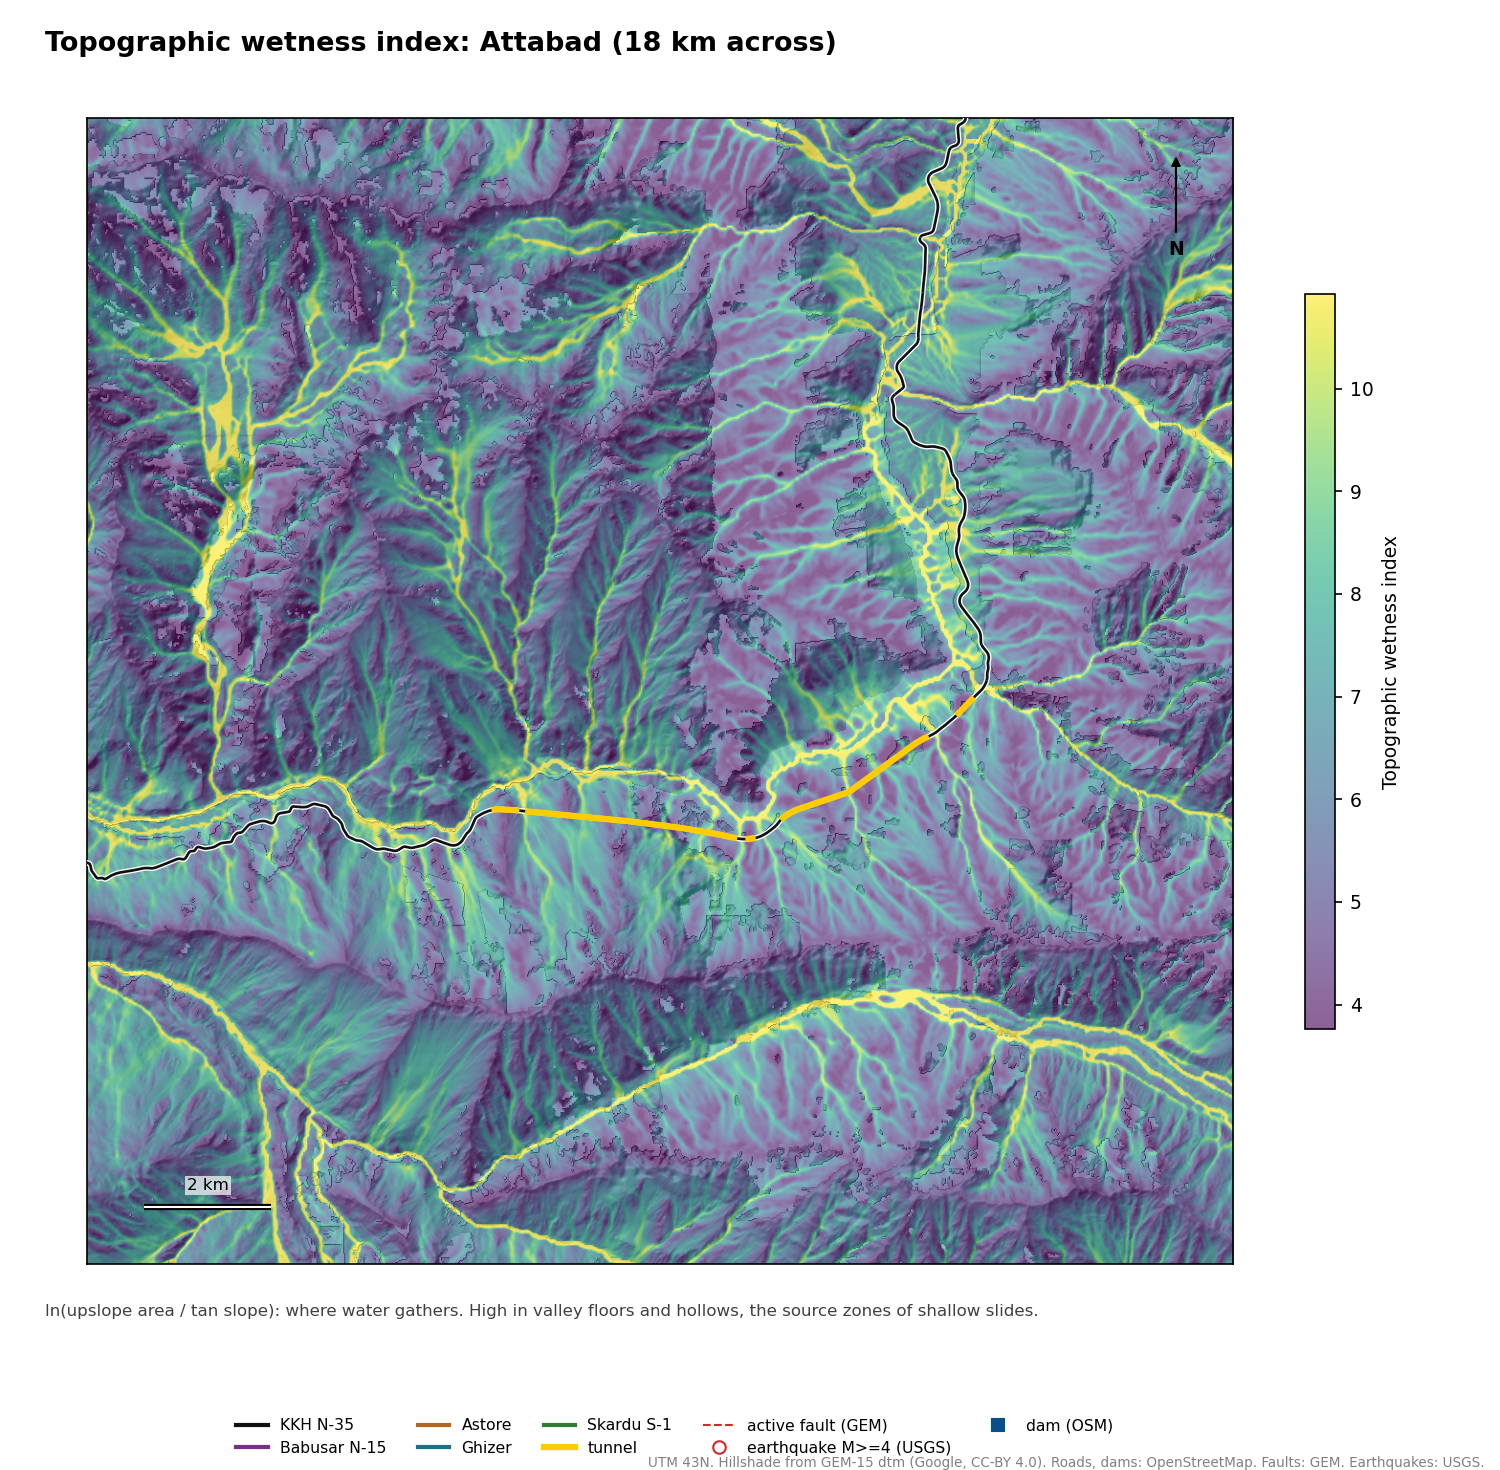 Topographic wetness index: Attabad (18 km across)
N
10
9
8
7
6
5
4
Topographic wetness index
2 km
ln(upslope area / tan slope): where water gathers. High in valley floors and hollows, the source zones of shallow slides.
KKH N-35
Babusar N-15
Astore
Ghizer
Skardu S-1
tunnel
active fault (GEM)
earthquake M>=4 (USGS)
dam (OSM)
UTM 43N. Hillshade from GEM-15 dtm (Google, CC-BY 4.0). Roads, dams: OpenStreetMap. Faults: GEM. Earthquakes: USGS.